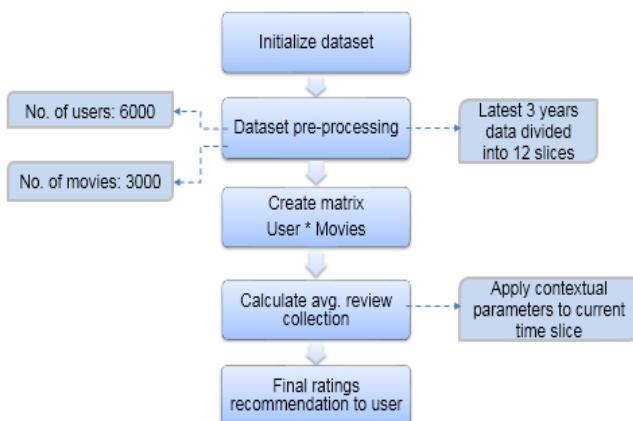 Initialize dataset
No. of users: 6000
Dataset pre-processing
Latest 3 years
data divided
into 12 slices
No. of movies: 3000
Create matrix
User * Movies
Calculate avg. review
collection
Apply contextual
parameters to current
time slice
Final ratings
recommendation to user